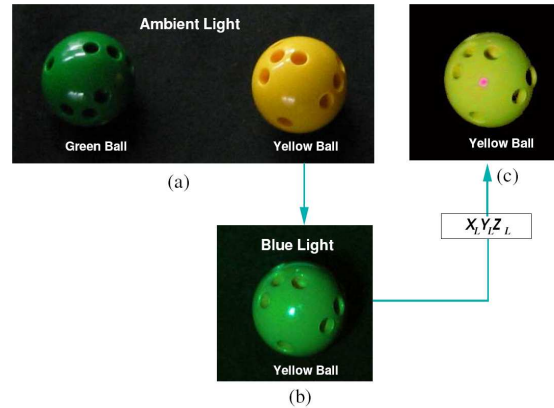 Ambient Light
Green Ball
Yellow Ball
(a)
Yellow Ball
(c)
X_L Y_L Z_L
Blue Light
Yellow Ball
(b)